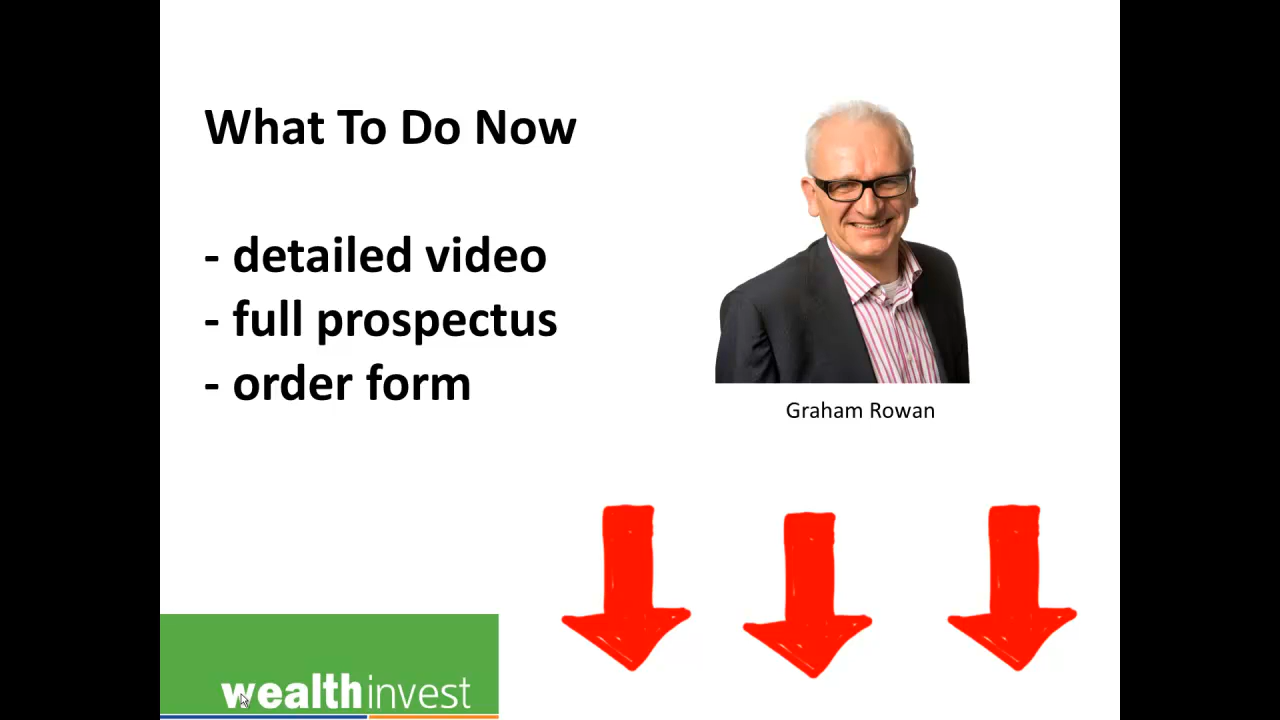 What To Do Now
- detailed video
- full prospectus
- order form
Graham Rowan
wealthinvest